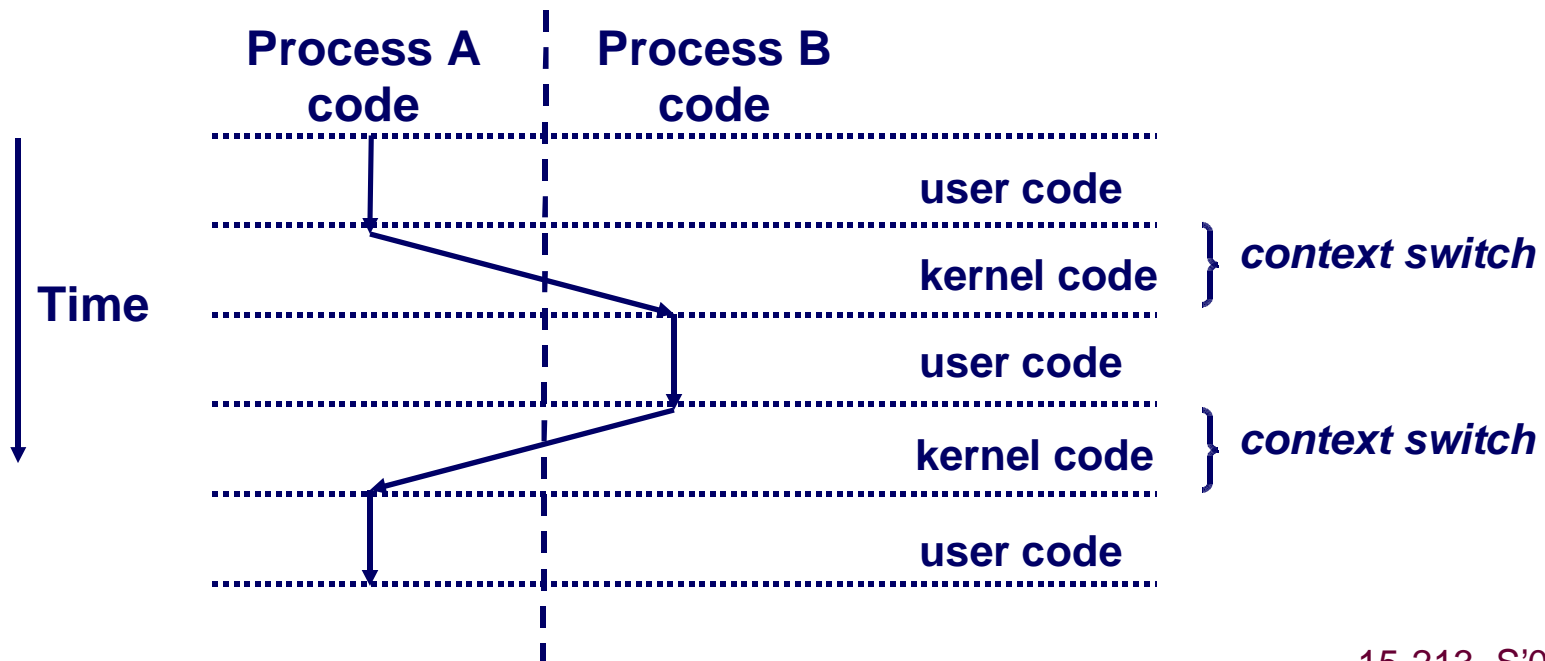 Process A
code
Process B
code
user code
kernel code
context switch
Time
user code
kernel code
context switch
user code